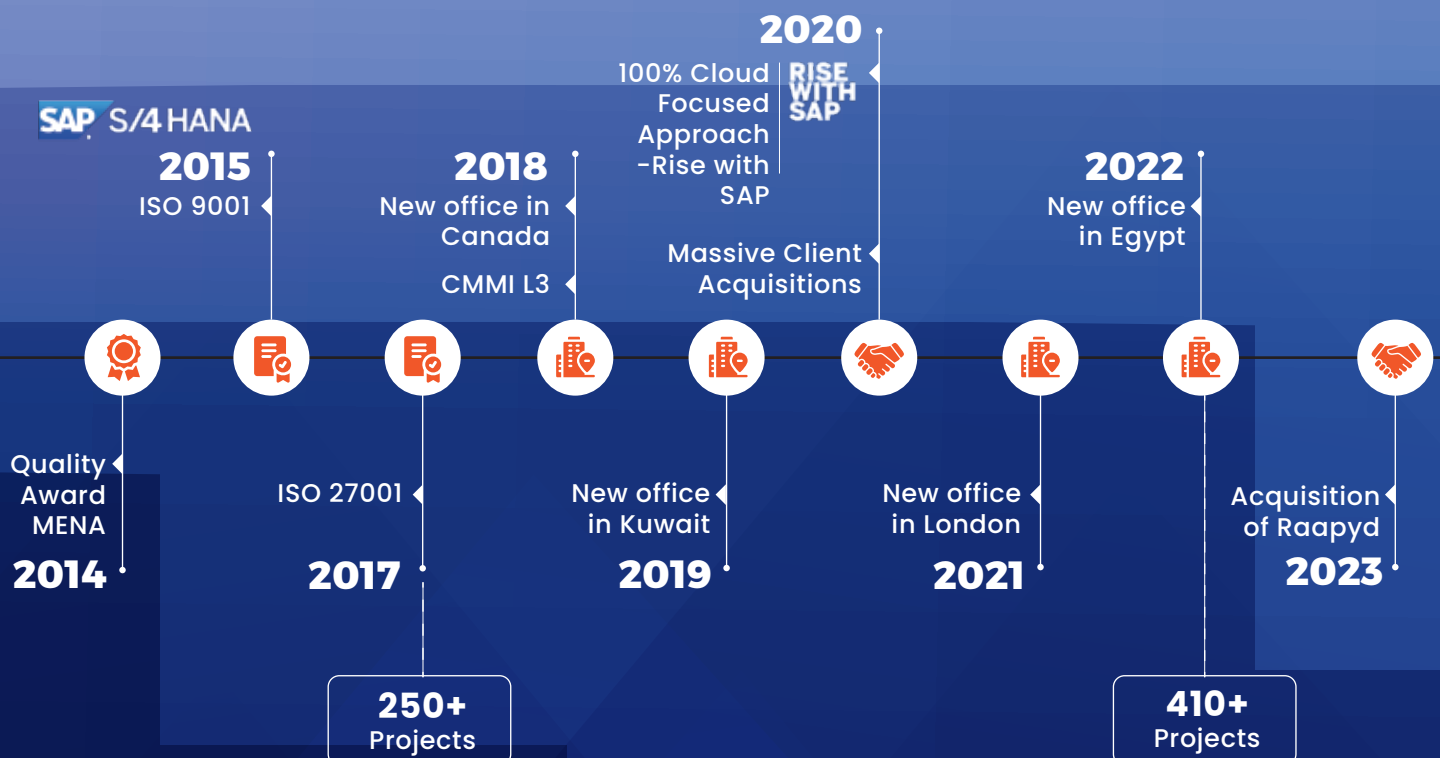 2020
100% Cloud
Focused
Approach
-Rise with
SAP
RISE
WITH
SAP
Massive Client
Acquisitions
SAP S/4HANA
2015
ISO 9001
2018
New office in
Canada
CMMI L3
2022
New office
in Egypt
Quality
Award
MENA
2014
ISO 27001
2017
New office
in Kuwait
2019
New office
in London
2021
Acquisition
of Raapyd
2023
250+
Projects
410+
Projects